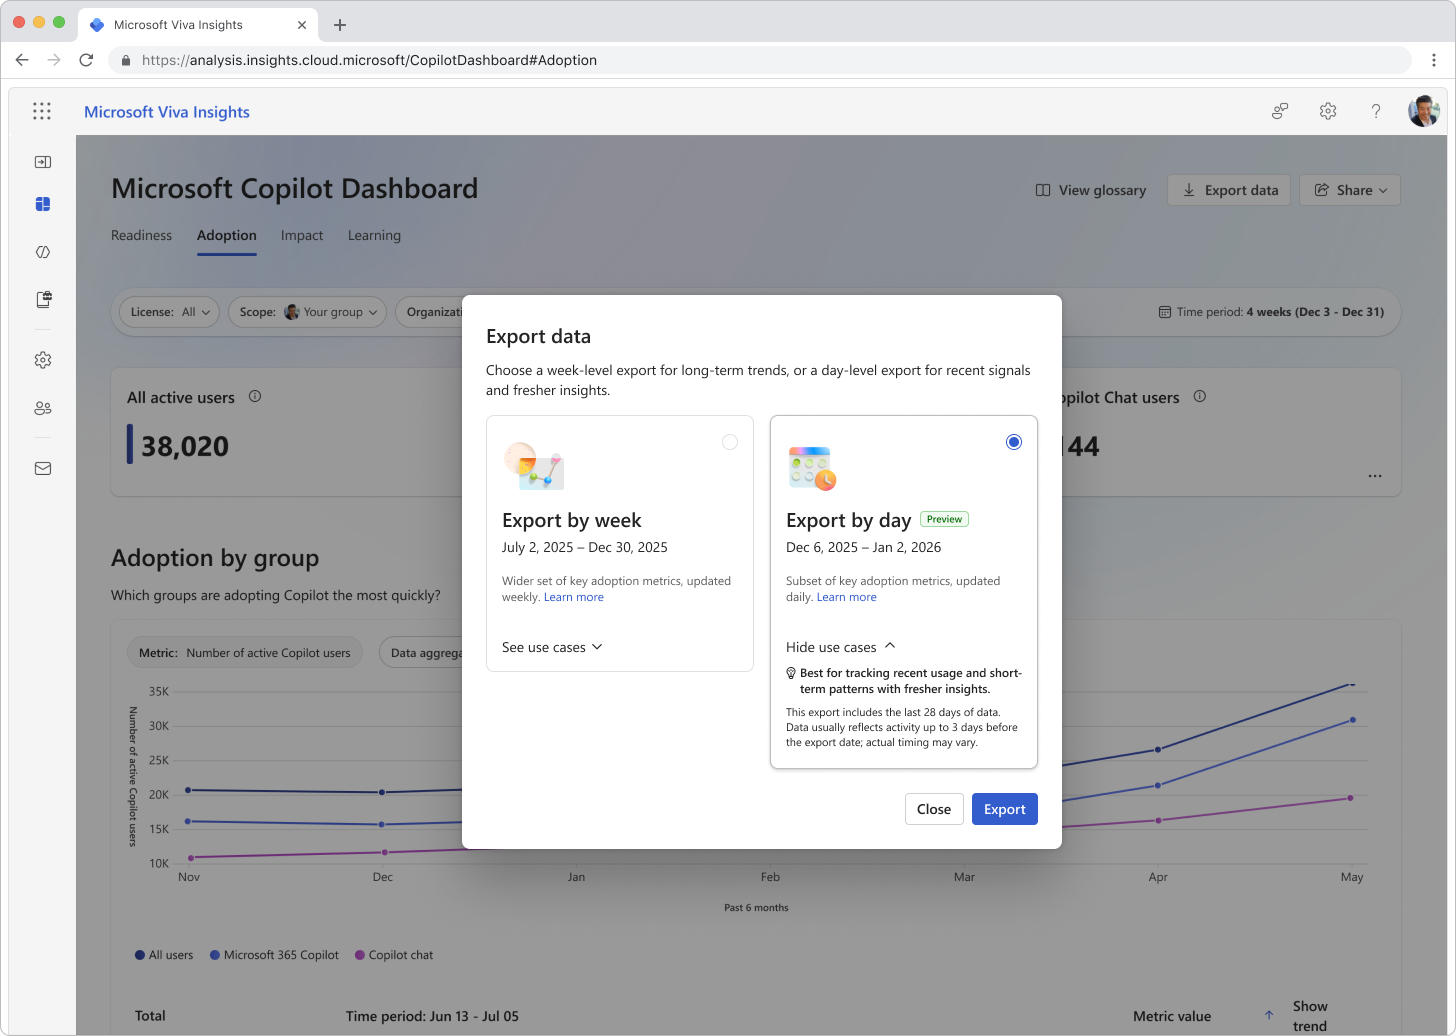 Microsoft Viva Insights
https://analysis.insights.cloud.microsoft/CopilotDashboard#Adoption
Microsoft Viva Insights
Microsoft Copilot Dashboard
View glossary
Export data
Share
Readiness
Adoption
Impact
Learning
License: All
Scope: Your group
Time period: 4 weeks (Dec 3 - Dec 31)
All active users
38,020
Chat users
144
Export data
Choose a week-level export for long-term trends, or a day-level export for recent signals
and fresher insights.
Export by week
July 2, 2025 – Dec 30, 2025
Wider set of key adoption metrics, updated
weekly. Learn more
See use cases
Export by day Preview
Dec 6, 2025 – Jan 2, 2026
Subset of key adoption metrics, updated
daily. Learn more
Hide use cases
Best for tracking recent usage and short-
term patterns with fresher insights.
This export includes the last 28 days of data.
Data usually reflects activity up to 3 days before
the export date; actual timing may vary.
Close
Export
Adoption by group
Which groups are adopting Copilot the most quickly?
Metric: Number of active Copilot users
Data
Number of active Copilot users
35K
30K
25K
20K
15K
10K
Nov
Dec
Jan
Feb
Mar
Apr
May
Past 6 months
All users
Microsoft 365 Copilot
Copilot chat
Total
Time period: Jun 13 - Jul 05
Metric value
Show
trend